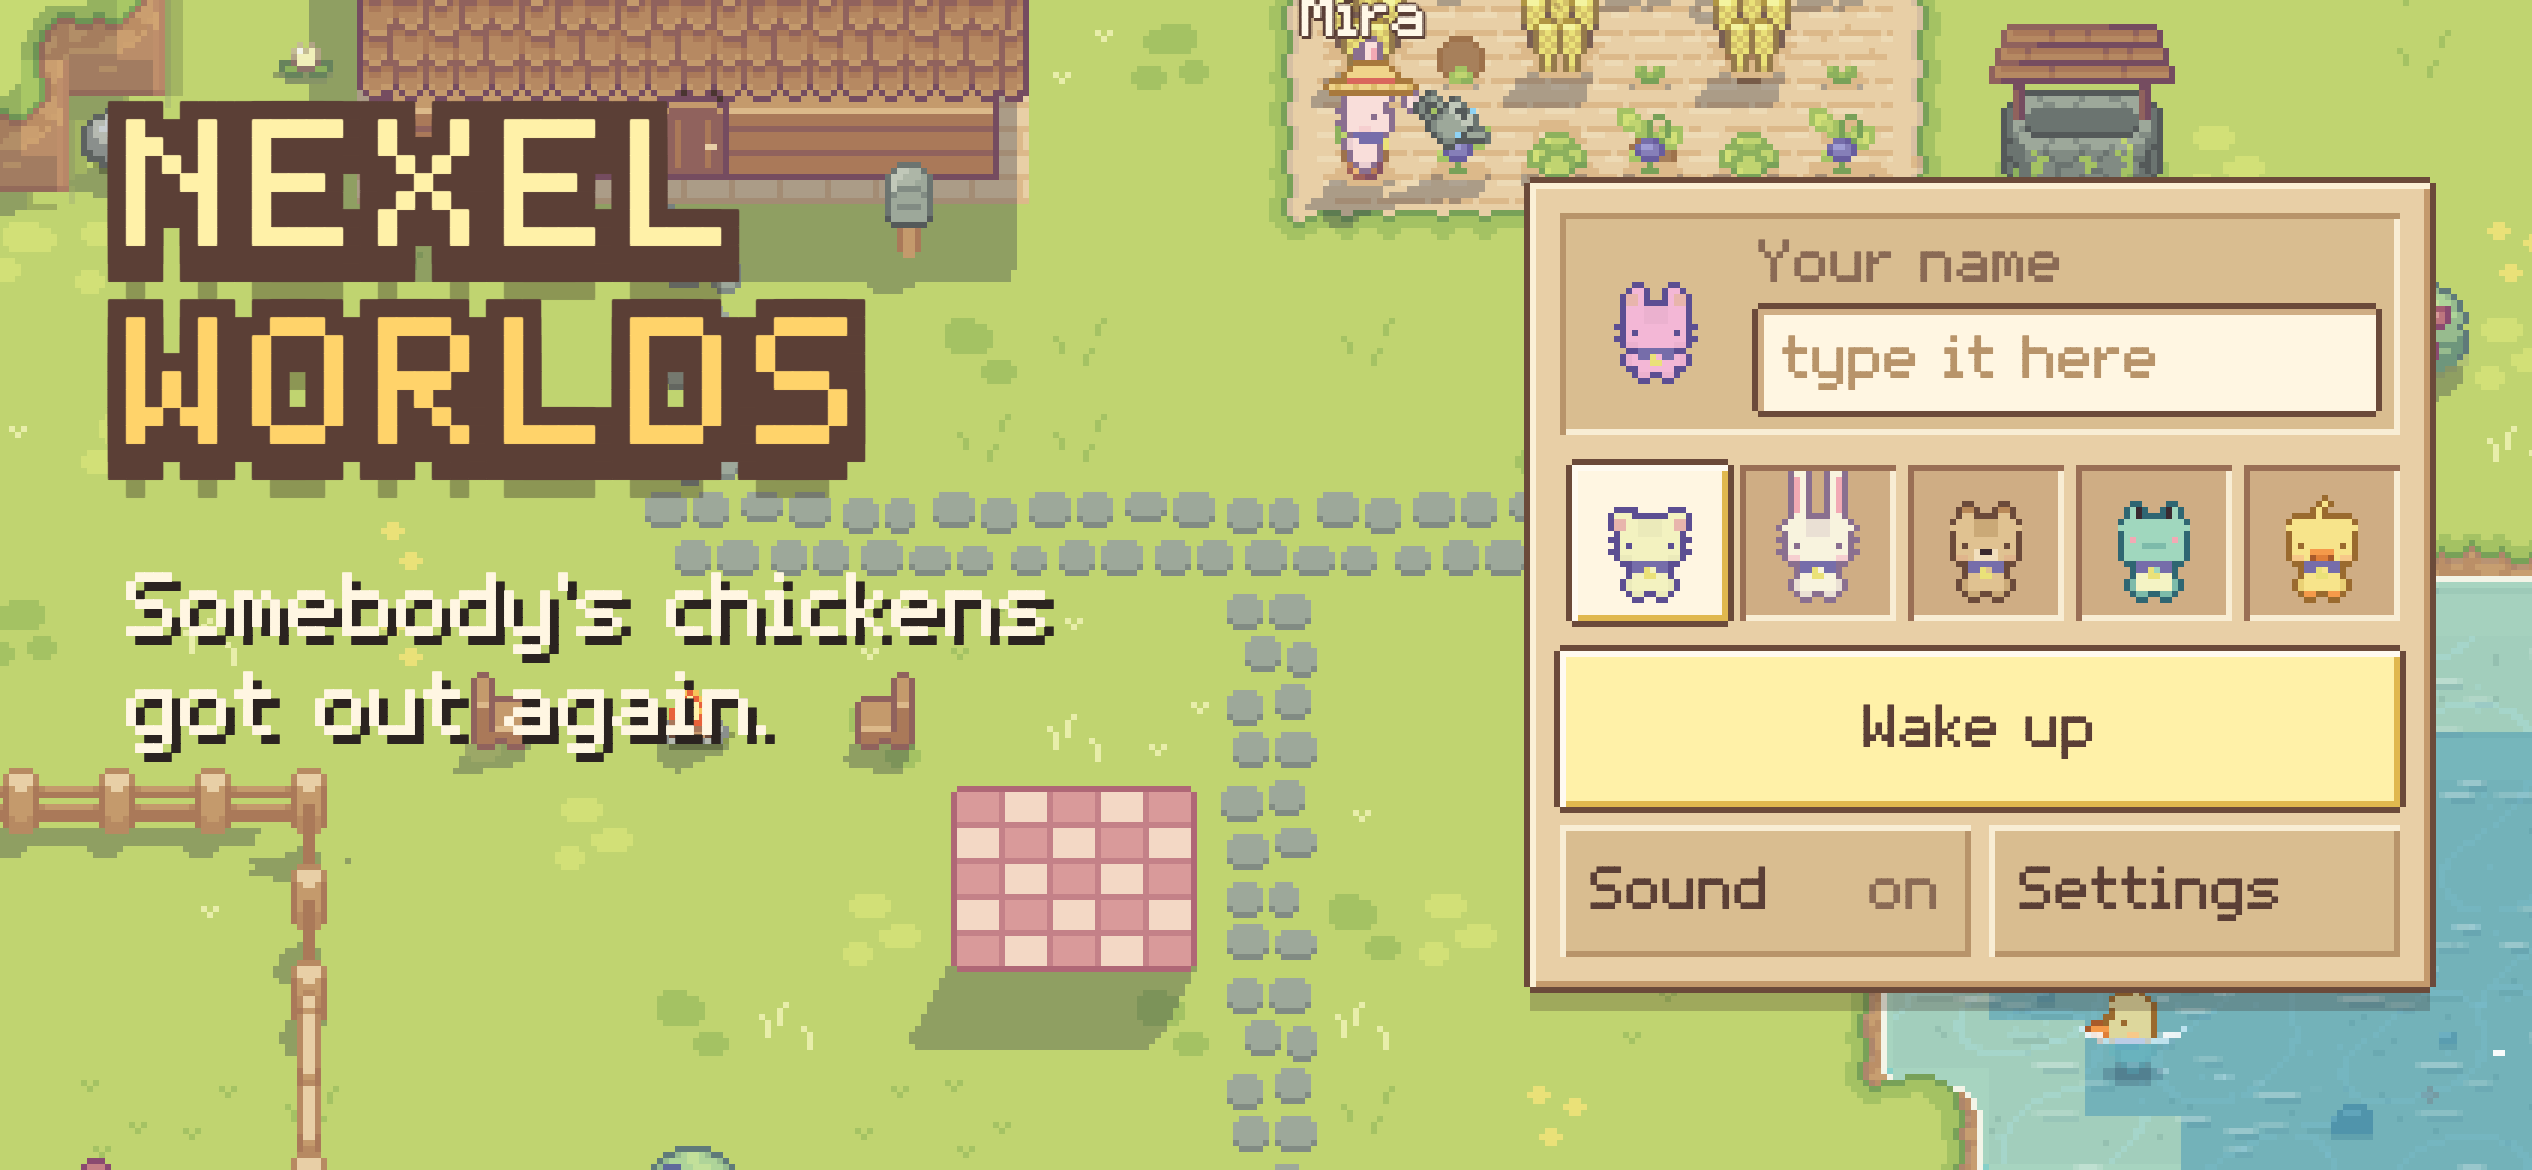 Mira
NEXEL
WORLDS
Your name
type it here
Somebody's chickens
got out again.
Wake up
Sound on
Settings